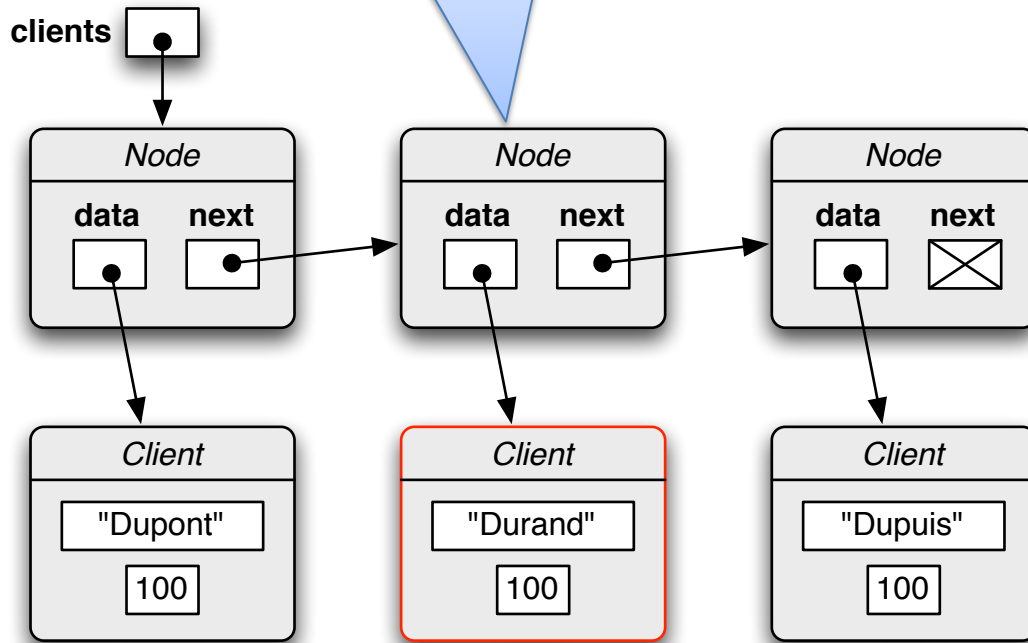 clients
Node
Node
Node
data next
data next
data next
Client
Client
Client
"Dupont"
"Durand"
"Dupuis"
100
100
100